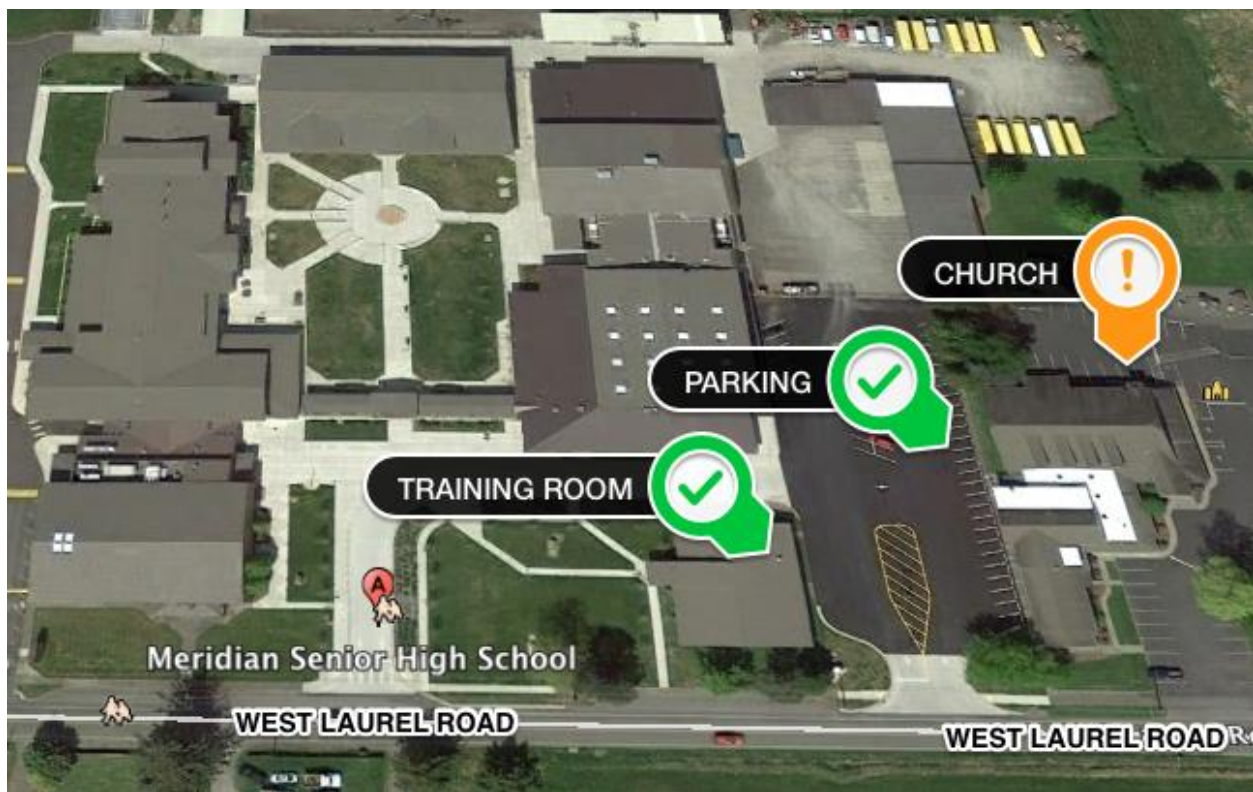 CHURCH
PARKING
TRAINING ROOM
A
Meridian Senior High School
WEST LAUREL ROAD
WEST LAUREL ROAD